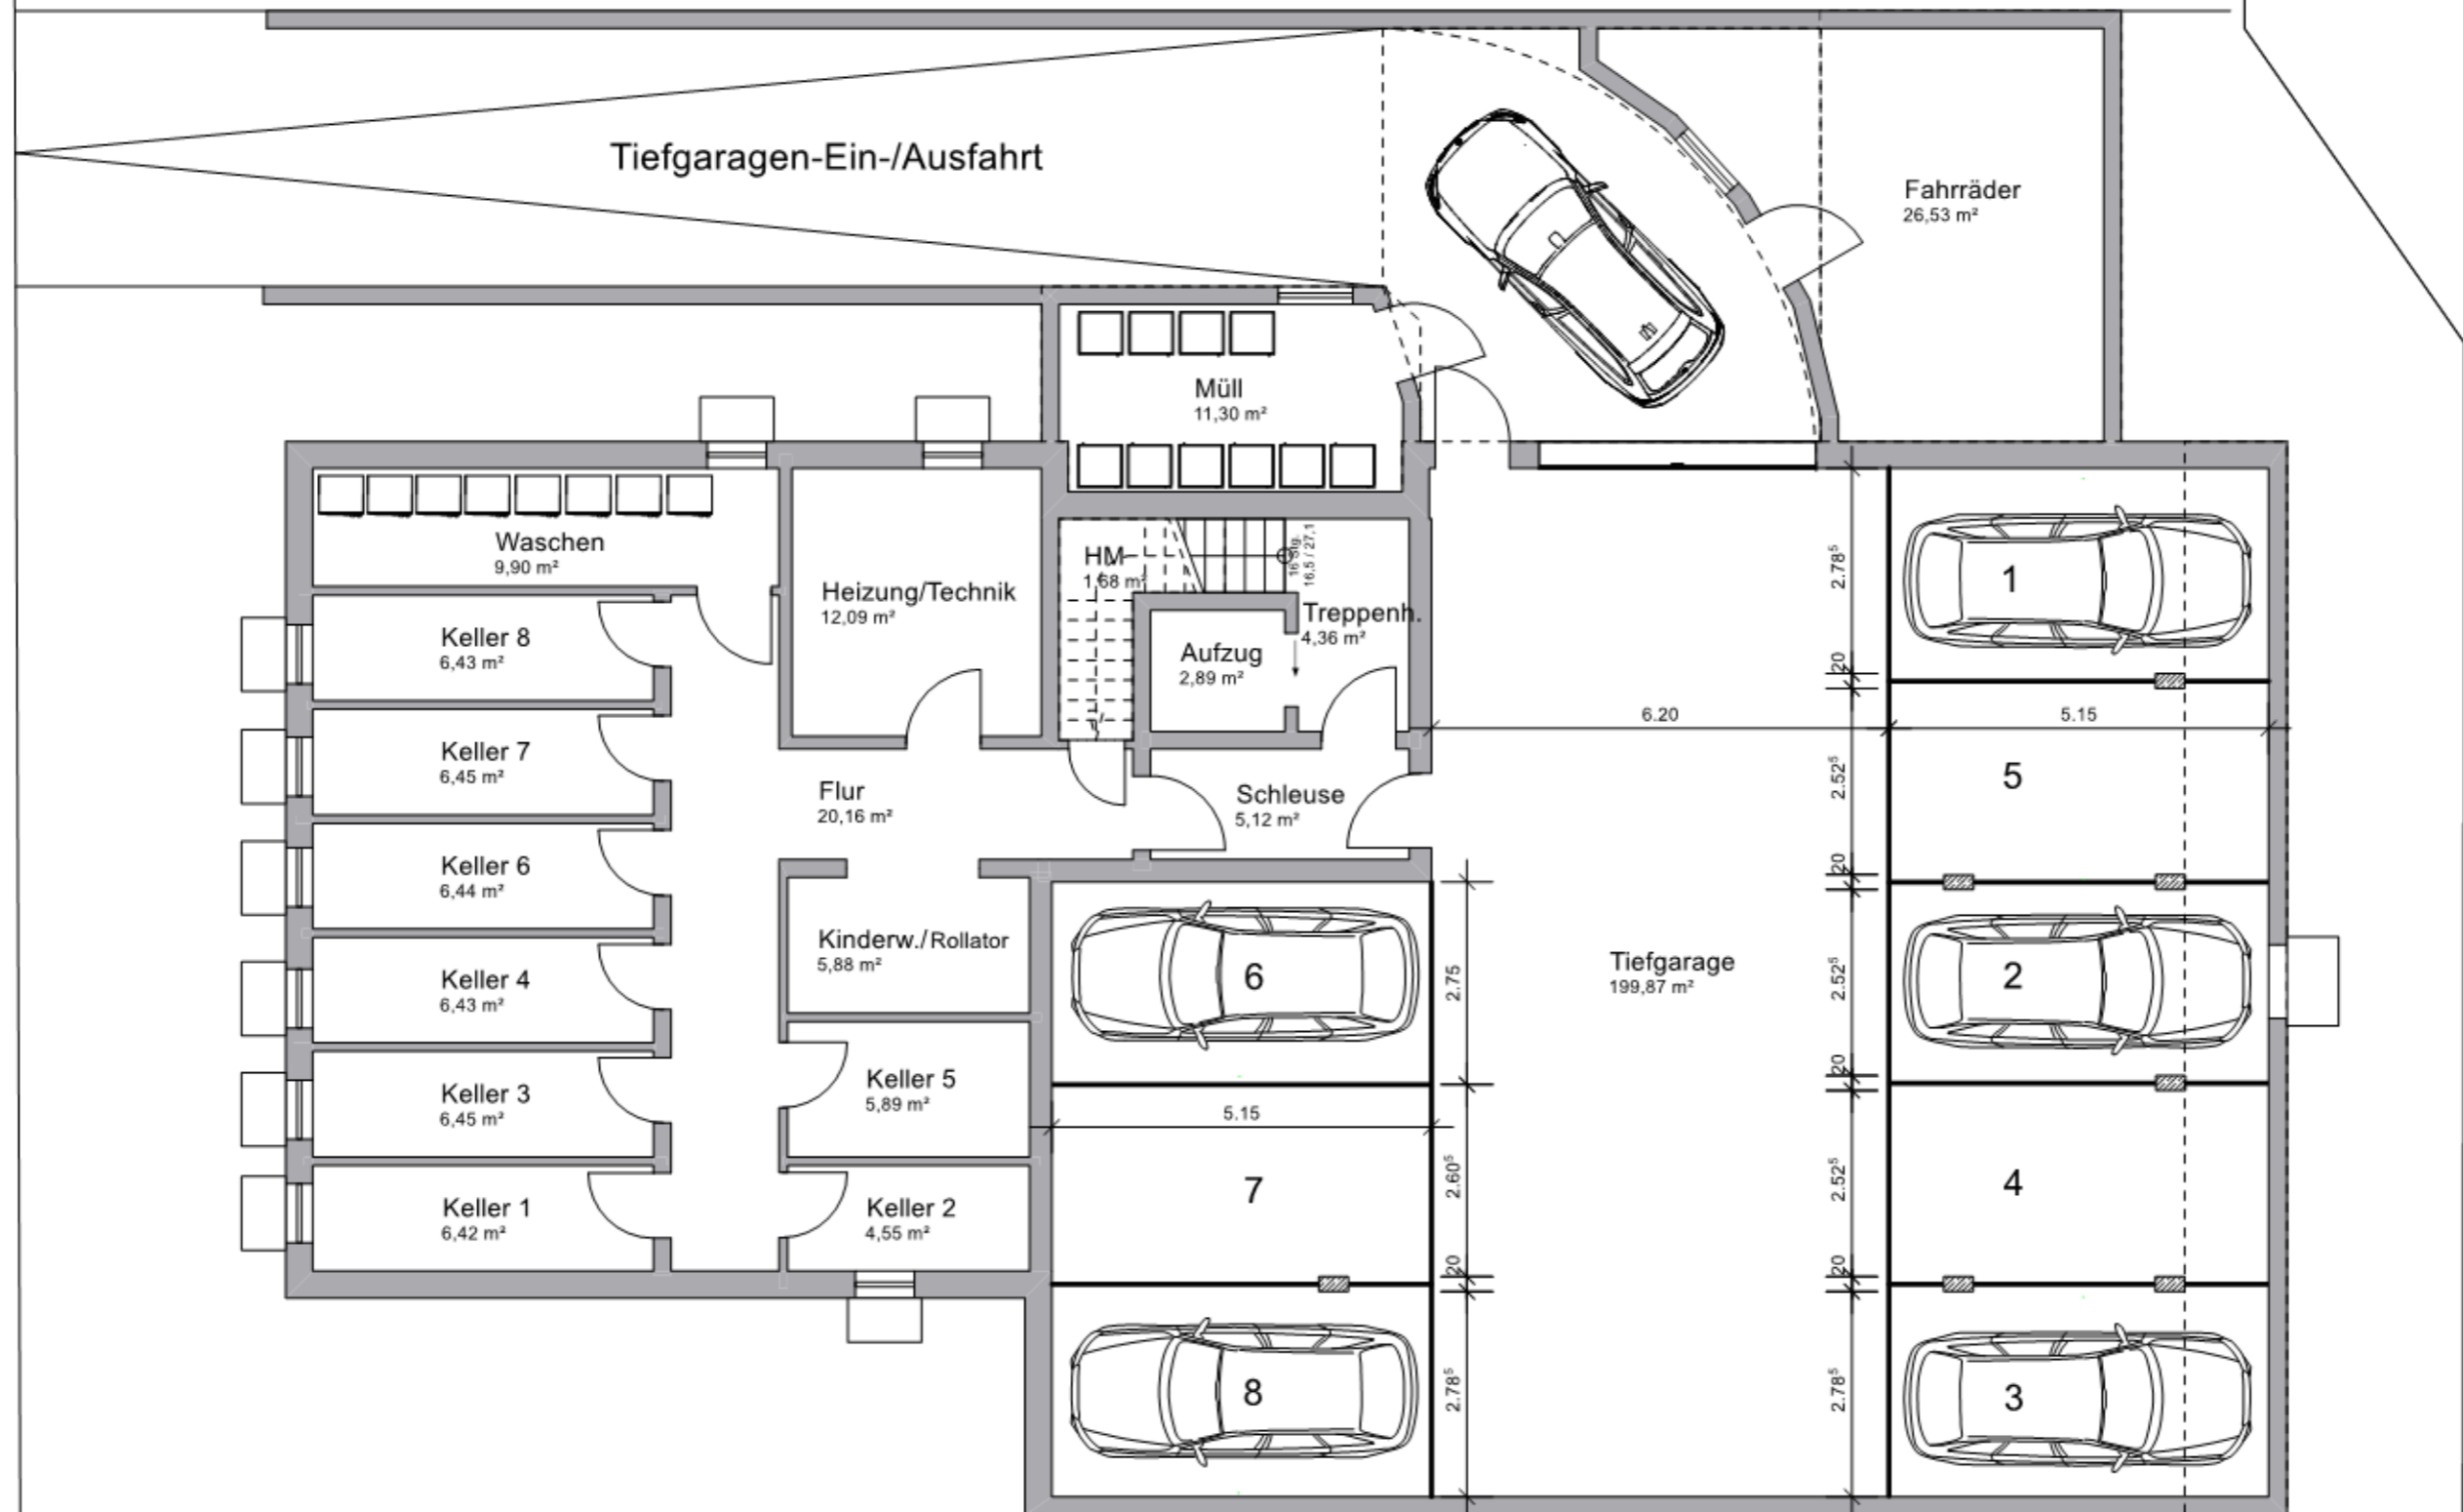 Tiefgaragen-Ein-/Ausfahrt
Fahrräder
26,53 m²
Müll
11,30 m²
Waschen
9,90 m²
Heizung/Technik
12,09 m²
HM
1,68 m²
16 Stg.
16,5 / 27,1
Treppenh.
4,36 m²
Aufzug
2,89 m²
Keller 8
6,43 m²
Keller 7
6,45 m²
Keller 6
6,44 m²
Keller 4
6,43 m²
Keller 3
6,45 m²
Keller 1
6,42 m²
Flur
20,16 m²
Schleuse
5,12 m²
Kinderw./Rollator
5,88 m²
Keller 5
5,89 m²
Keller 2
4,55 m²
6
7
8
5.15
2.75
2.60⁵
20
2.78⁵
Tiefgarage
199,87 m²
6.20
5.15
2.78⁵
20
2.52⁵
20
2.52⁵
20
2.52⁵
20
2.78⁵
1
5
2
4
3